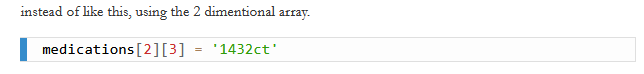 instead of like this, using the 2 dimentional array.
medications[2][3] = '1432ct'